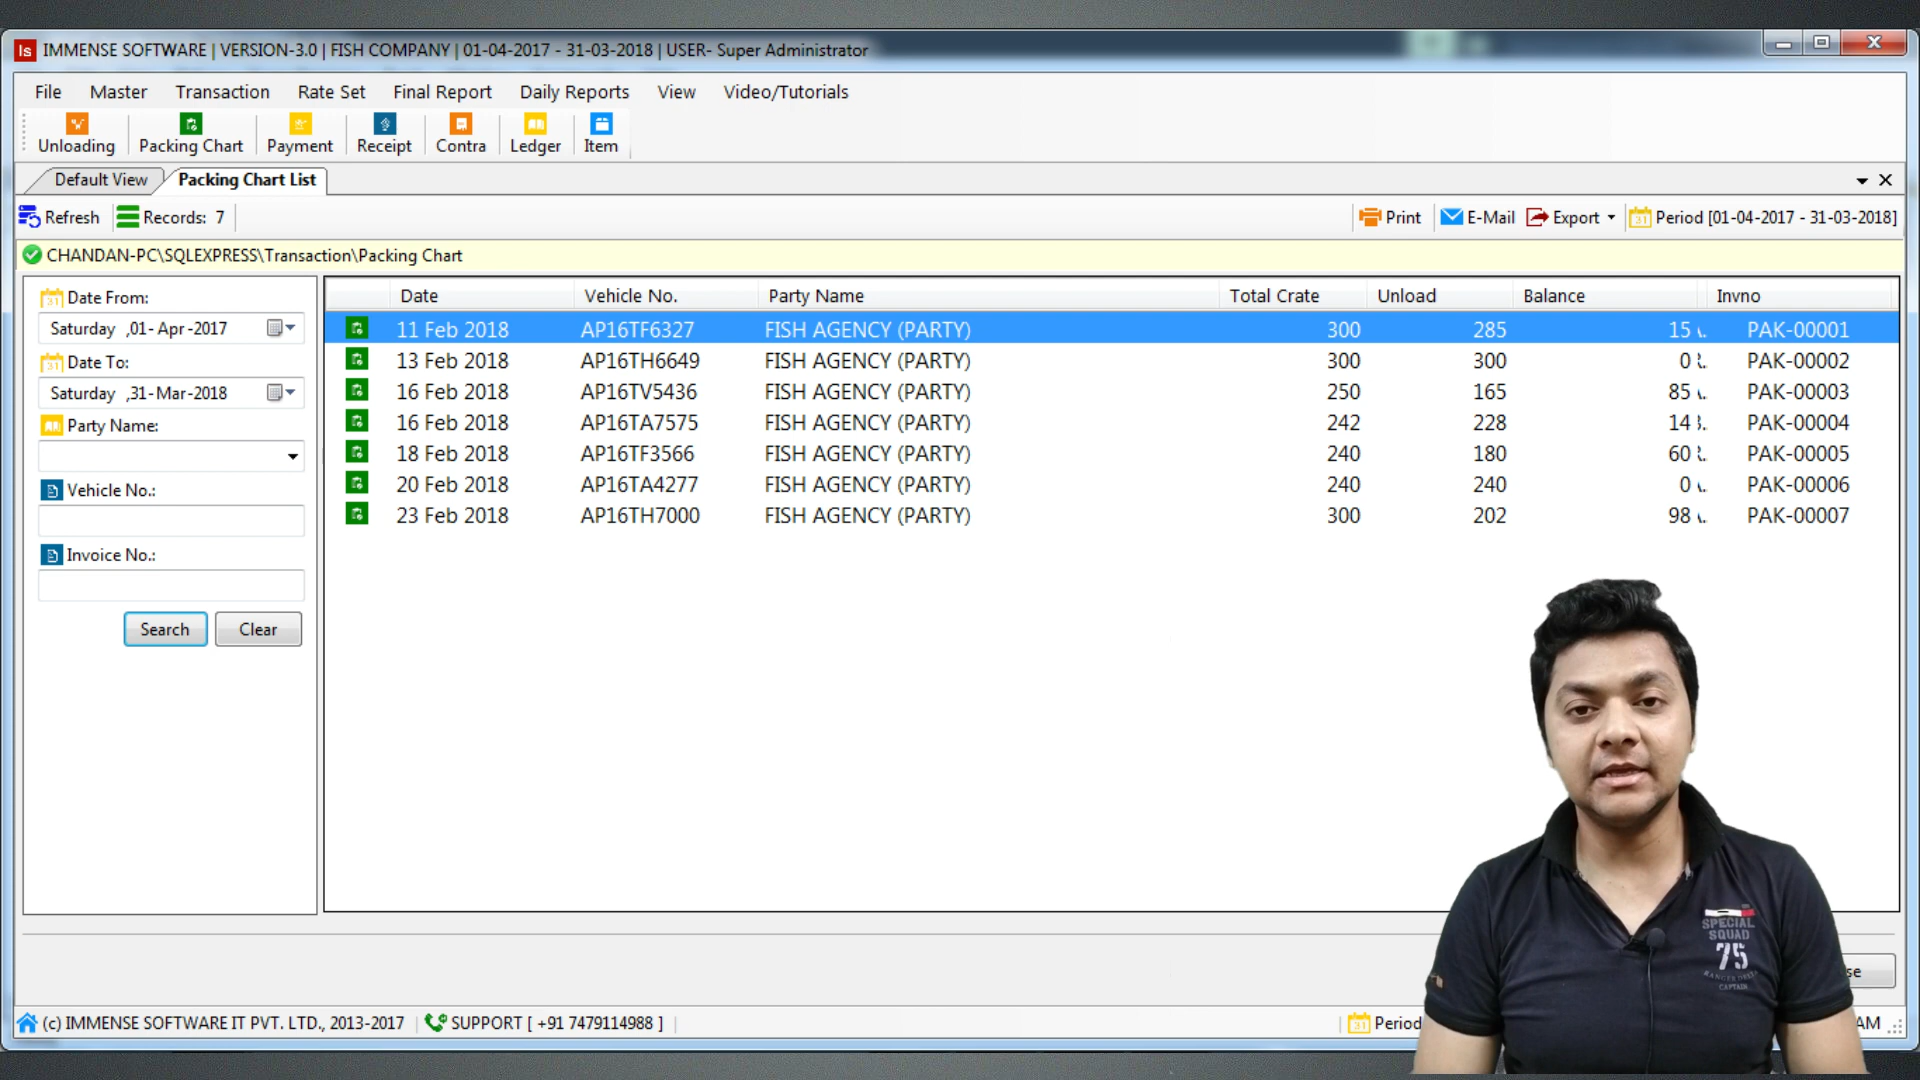 Is IMMENSE SOFTWARE | VERSION-3.0 | FISH COMPANY | 01-04-2017 - 31-03-2018 | USER- Super Administrator
File Master Transaction Rate Set Final Report Daily Reports View Video/Tutorials
Unloading Packing Chart Payment Receipt Contra Ledger Item
Default View Packing Chart List
Refresh Records: 7 Print E-Mail Export Period [01-04-2017 - 31-03-2018]
CHANDAN-PC\SQLEXPRESS\Transaction\Packing Chart
Date From:
Saturday ,01-Apr-2017
Date To:
Saturday ,31-Mar-2018
Party Name:
Vehicle No.:
Invoice No.:
Search Clear
Date Vehicle No. Party Name Total Crate Unload Balance Invno
11 Feb 2018 AP16TF6327 FISH AGENCY (PARTY) 300 285 15 PAK-00001
13 Feb 2018 AP16TH6649 FISH AGENCY (PARTY) 300 300 0 PAK-00002
16 Feb 2018 AP16TV5436 FISH AGENCY (PARTY) 250 165 85 PAK-00003
16 Feb 2018 AP16TA7575 FISH AGENCY (PARTY) 242 228 14 PAK-00004
18 Feb 2018 AP16TF3566 FISH AGENCY (PARTY) 240 180 60 PAK-00005
20 Feb 2018 AP16TA4277 FISH AGENCY (PARTY) 240 240 0 PAK-00006
23 Feb 2018 AP16TH7000 FISH AGENCY (PARTY) 300 202 98 PAK-00007
SPECIAL
SQUAD
75
CAPTAIN
se
(c) IMMENSE SOFTWARE IT PVT. LTD., 2013-2017 SUPPORT [ +91 7479114988 ] Period AM